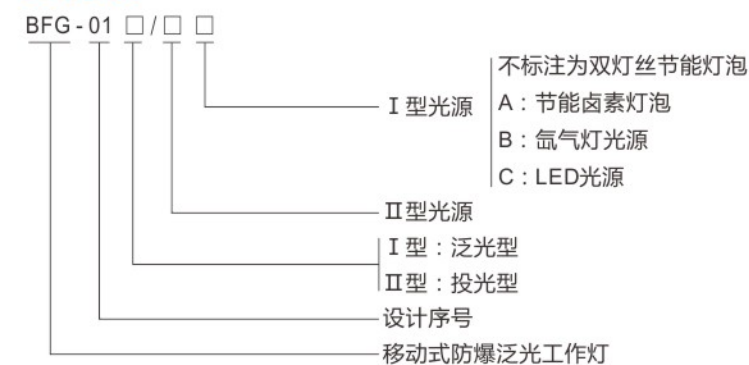 BFG - 01 □ / □ □
不标注为双灯丝节能灯泡
Ⅰ型光源
A：节能卤素灯泡
B：氙气灯光源
C：LED光源
Ⅱ型光源
Ⅰ型：泛光型
Ⅱ型：投光型
设计序号
移动式防爆泛光工作灯